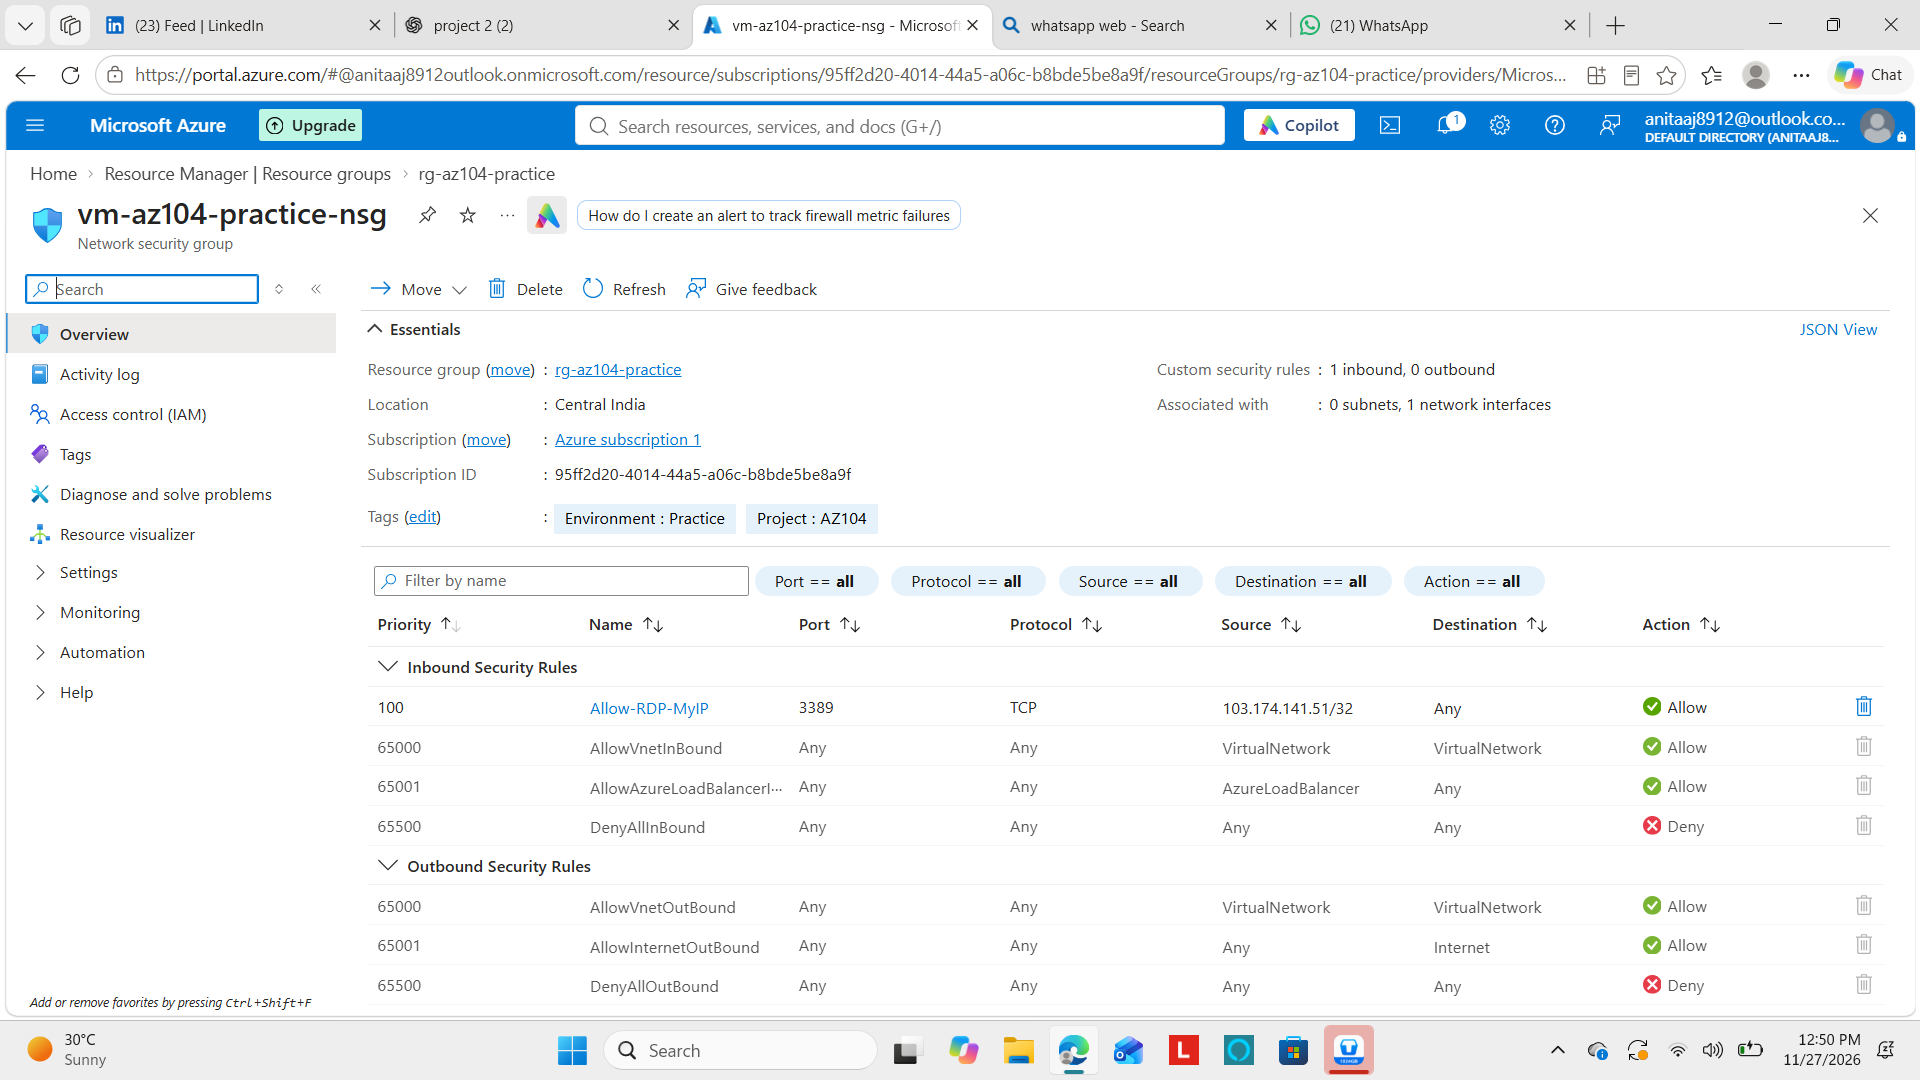 (23) Feed | LinkedIn
project 2 (2)
vm-az104-practice-nsg - Microsoft
whatsapp web - Search
(21) WhatsApp
https://portal.azure.com/#@anitaaj8912outlook.onmicrosoft.com/resource/subscriptions/95ff2d20-4014-44a5-a06c-b8bde5be8a9f/resourceGroups/rg-az104-practice/providers/Micros...
Chat
Microsoft Azure
Upgrade
Search resources, services, and docs (G+/)
Copilot
1
anitaaj8912@outlook.co...
DEFAULT DIRECTORY (ANITAAJ8...
Home > Resource Manager | Resource groups > rg-az104-practice
vm-az104-practice-nsg
How do I create an alert to track firewall metric failures
Network security group
Search
Move
Delete
Refresh
Give feedback
Overview
Activity log
Access control (IAM)
Tags
Diagnose and solve problems
Resource visualizer
Settings
Monitoring
Automation
Help
Add or remove favorites by pressing Ctrl+Shift+F
Essentials
JSON View
Resource group (move) : rg-az104-practice
Location : Central India
Subscription (move) : Azure subscription 1
Subscription ID : 95ff2d20-4014-44a5-a06c-b8bde5be8a9f
Tags (edit) : Environment : Practice Project : AZ104
Custom security rules : 1 inbound, 0 outbound
Associated with : 0 subnets, 1 network interfaces
Filter by name
Port == all
Protocol == all
Source == all
Destination == all
Action == all
Priority Name Port Protocol Source Destination Action
Inbound Security Rules
100 Allow-RDP-MyIP 3389 TCP 103.174.141.51/32 Any Allow
65000 AllowVnetInBound Any Any VirtualNetwork VirtualNetwork Allow
65001 AllowAzureLoadBalancerI... Any Any AzureLoadBalancer Any Allow
65500 DenyAllInBound Any Any Any Any Deny
Outbound Security Rules
65000 AllowVnetOutBound Any Any VirtualNetwork VirtualNetwork Allow
65001 AllowInternetOutBound Any Any Any Internet Allow
65500 DenyAllOutBound Any Any Any Any Deny
30°C
Sunny
Search
12:50 PM
11/27/2026